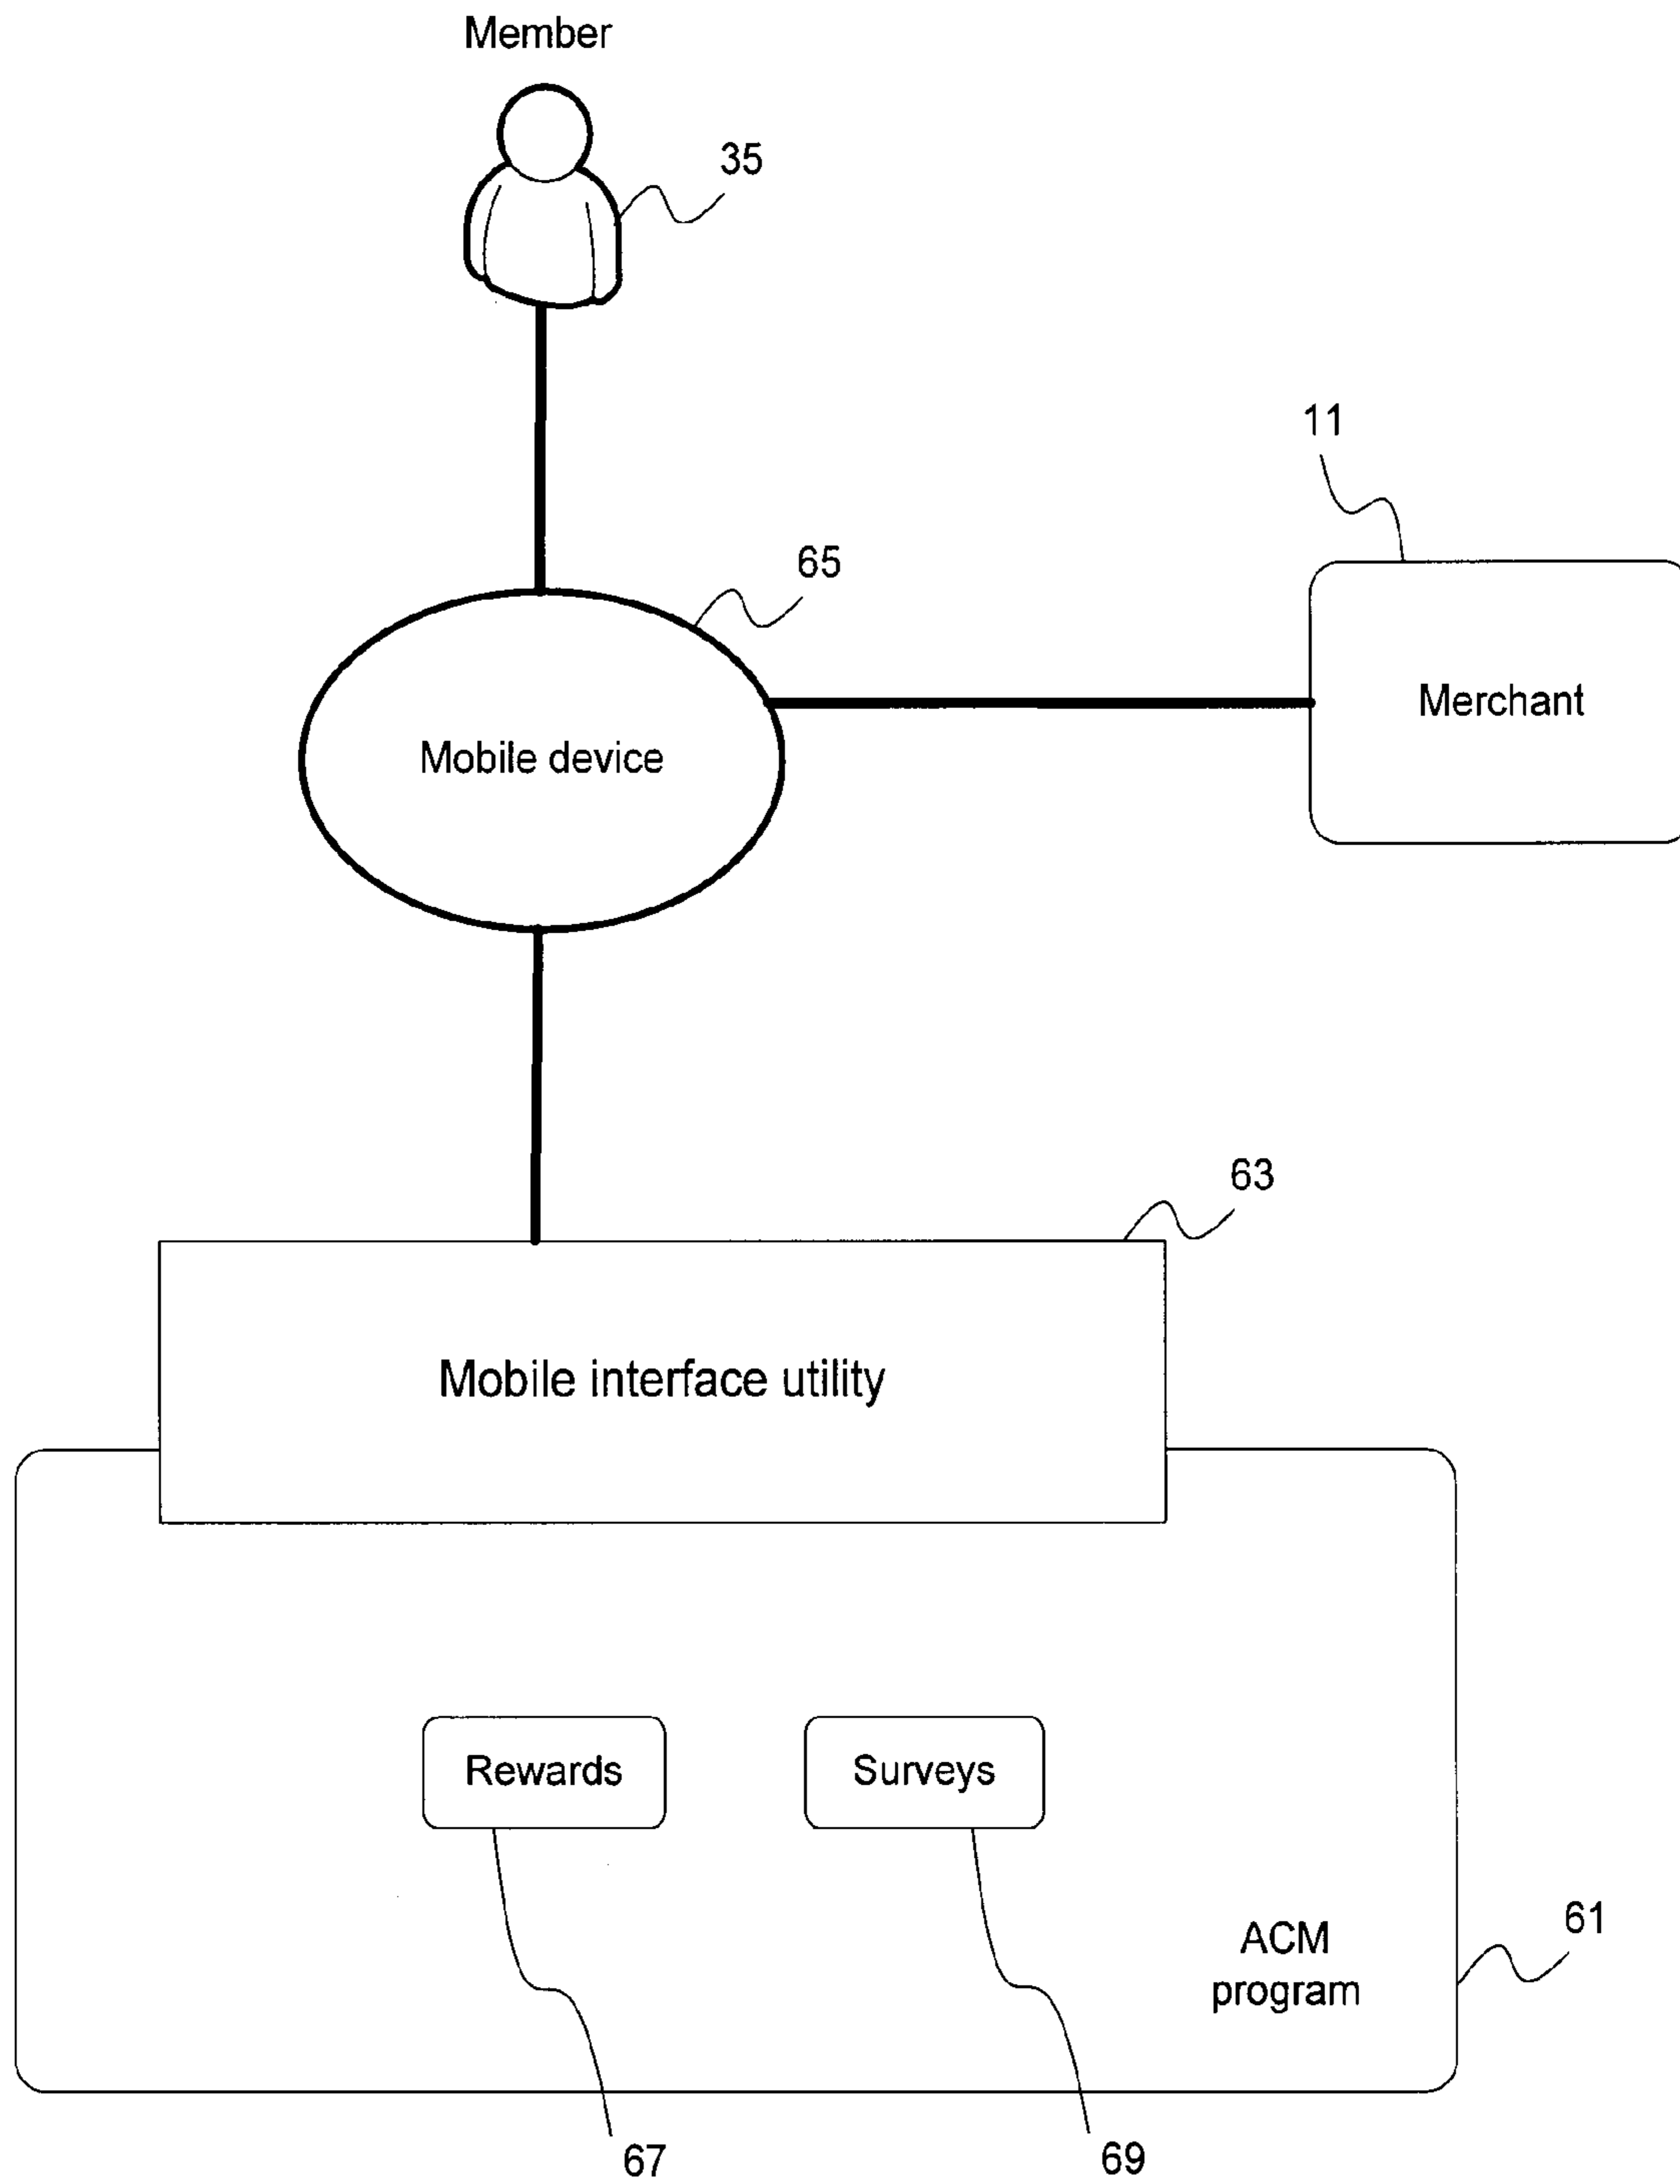 Member
35
11
65
Merchant
Mobile device
63
Mobile interface utility
Rewards
Surveys
61
ACM
program
67
69